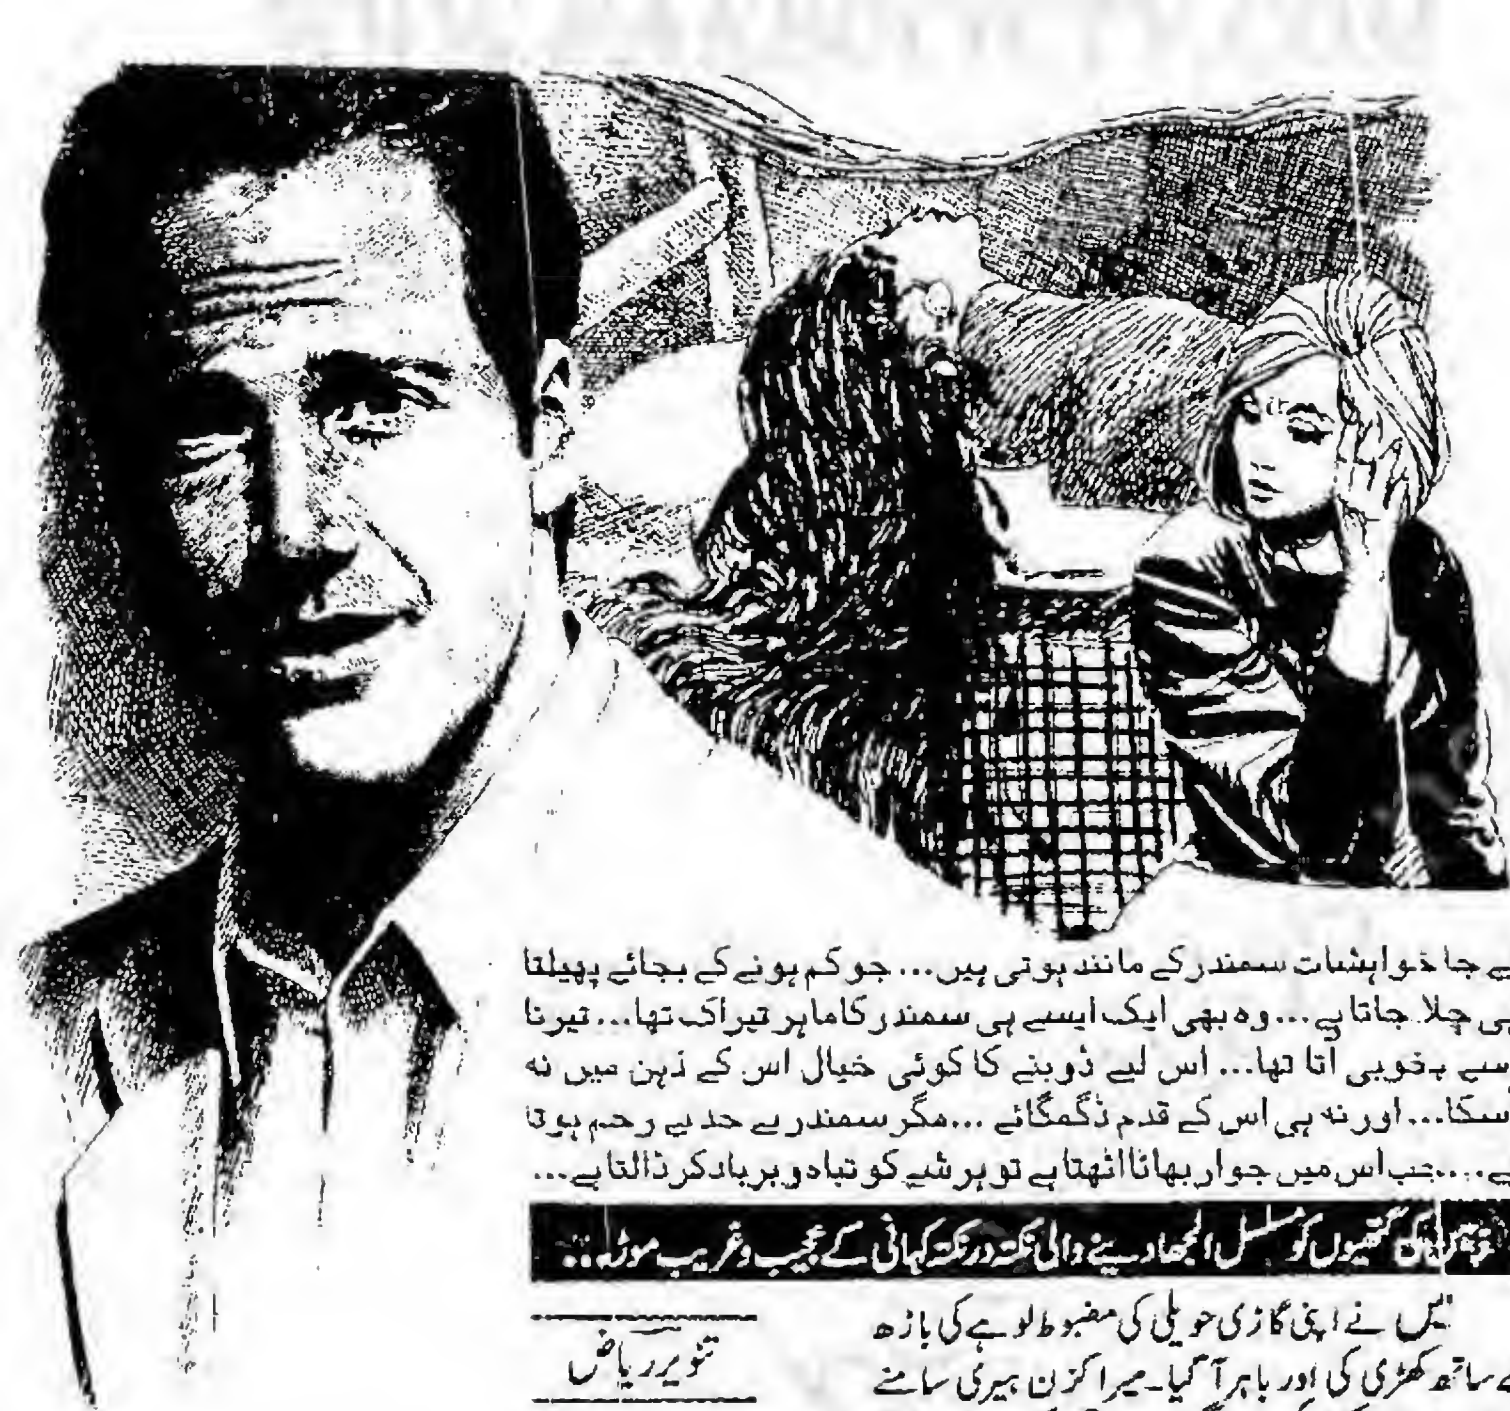 بے جا خواہشات سمندر کے مانند ہوتی ہیں... جو کم ہونے کے بجائے پھیلتا
ہی چلا جاتا ہے... وہ بھی ایک ایسے ہی سمندر کا ماہر تیراک تھا... تیرنا
اسے بخوبی آتا تھا... اس لیے ڈوبنے کا کوئی خیال اس کے ذہن میں نہ
آسکا... اور نہ ہی اس کے قدم ڈگمگائے ...مگر سمندر بے حد بے رحم ہوتا
ہے....جب اس میں جوار بھاٹا اٹھتا ہے تو ہر شے کو تباہ و بربادکر ڈالتا ہے...
گتھیوں کو مسلسل الجھا دینے والی نکتہ در نکتہ کہانی کے عجیب و غریب موڑ...
تنویر ریاض
میں نے اپنی گاڑی حویلی کی مضبوط لوہے کی باڑھ
کے ساتھ کھڑی کی اور باہر آ گیا۔ میرا کزن ہیری سامنے